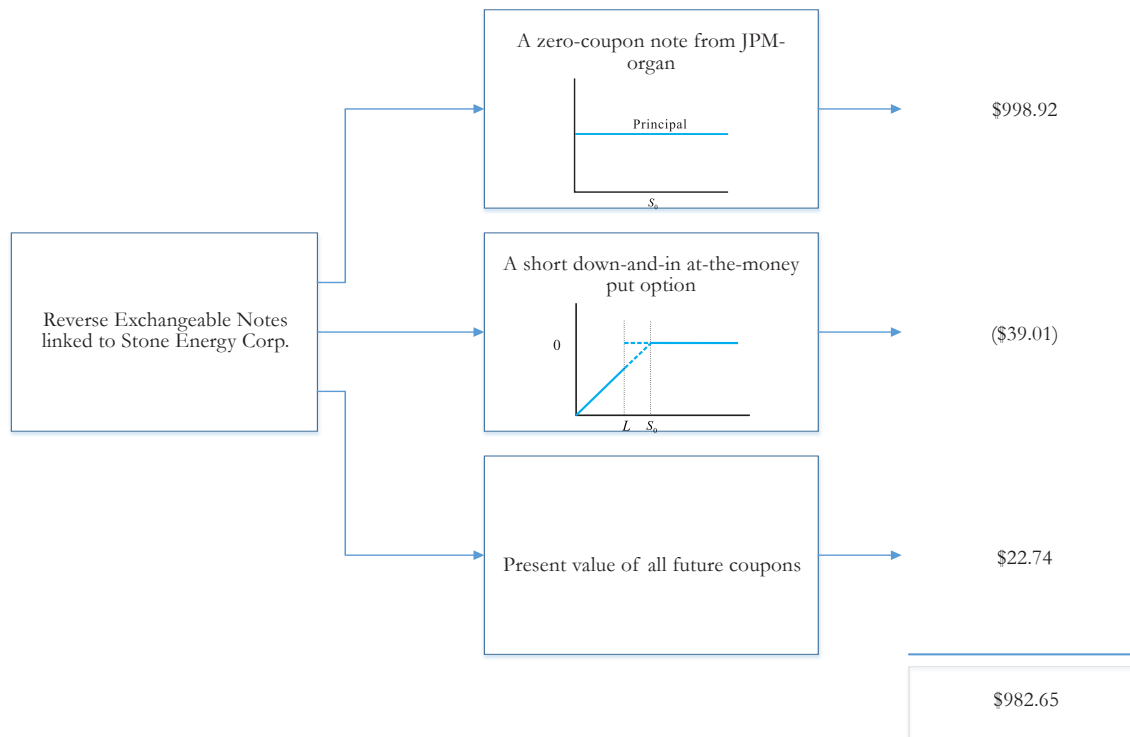 A zero-coupon note from JPM-
organ
Principal
S₀
$998.92
Reverse Exchangeable Notes
linked to Stone Energy Corp.
A short down-and-in at-the-money
put option
0
L S₀
($39.01)
Present value of all future coupons
$22.74
$982.65